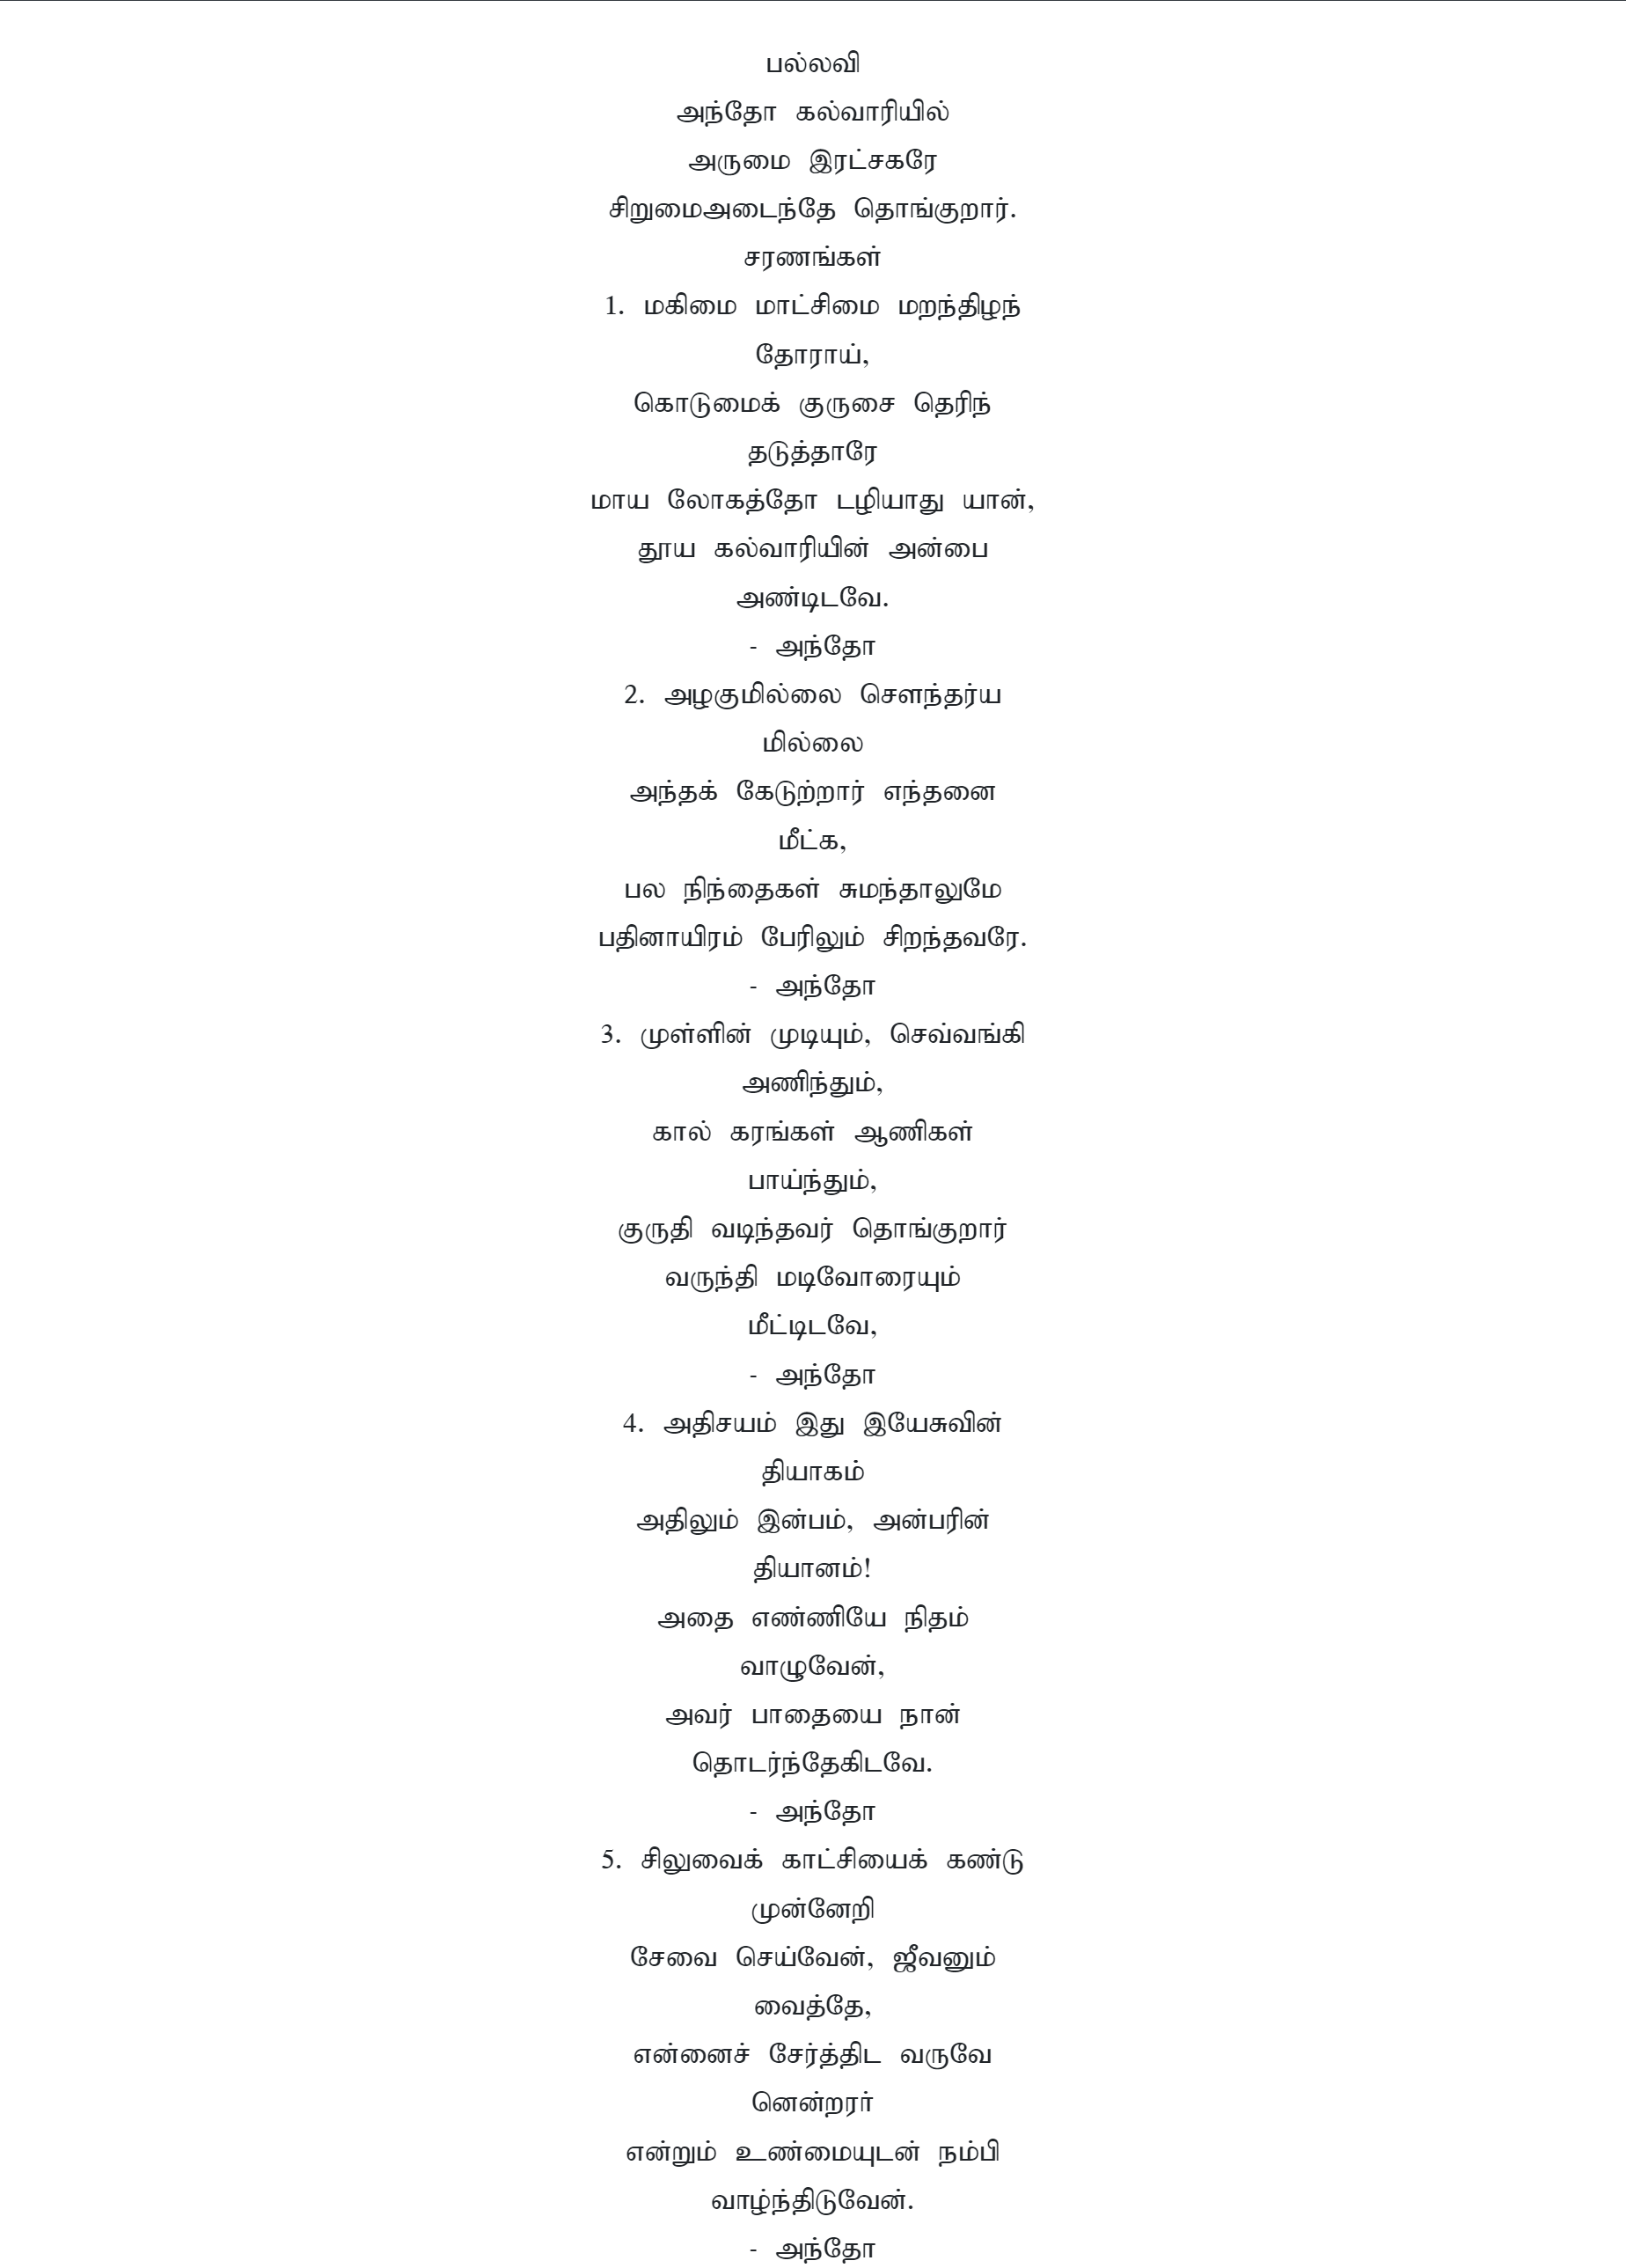 பல்லவி
அந்தோ கல்வாரியில்
அருமை இரட்சகரே
சிறுமைஅடைந்தே தொங்குறார்.
சரணங்கள்
1. மகிமை மாட்சிமை மறந்திழந்
தோராய்,
கொடுமைக் குருசை தெரிந்
தடுத்தாரே
மாய லோகத்தோ டழியாது யான்,
தூய கல்வாரியின் அன்பை
அண்டிடவே.
- அந்தோ
2. அழகுமில்லை சௌந்தர்ய
மில்லை
அந்தக் கேடுற்றார் எந்தனை
மீட்க,
பல நிந்தைகள் சுமந்தாலுமே
பதினாயிரம் பேரிலும் சிறந்தவரே.
- அந்தோ
3. முள்ளின் முடியும், செவ்வங்கி
அணிந்தும்,
கால் கரங்கள் ஆணிகள்
பாய்ந்தும்,
குருதி வடிந்தவர் தொங்குறார்
வருந்தி மடிவோரையும்
மீட்டிடவே,
- அந்தோ
4. அதிசயம் இது இயேசுவின்
தியாகம்
அதிலும் இன்பம், அன்பரின்
தியானம்!
அதை எண்ணியே நிதம்
வாழுவேன்,
அவர் பாதையை நான்
தொடர்ந்தேகிடவே.
- அந்தோ
5. சிலுவைக் காட்சியைக் கண்டு
முன்னேறி
சேவை செய்வேன், ஜீவனும்
வைத்தே,
என்னைச் சேர்த்திட வருவே
னென்றரர்
என்றும் உண்மையுடன் நம்பி
வாழ்ந்திடுவேன்.
- அந்தோ